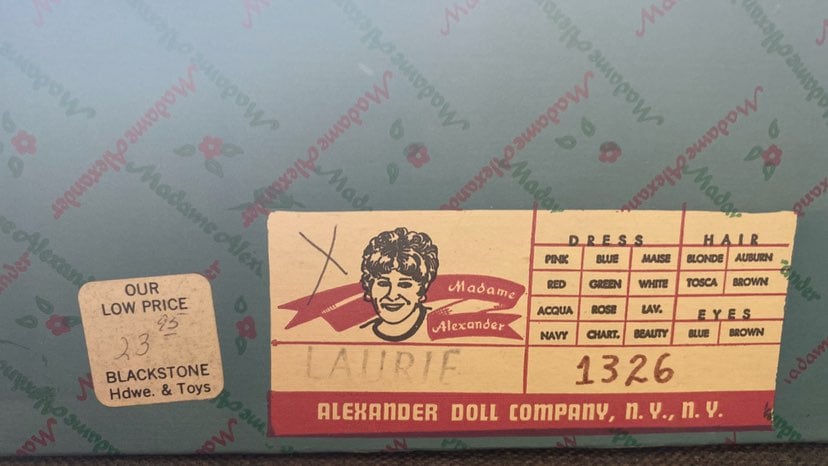 Madame Alexander
OUR
LOW PRICE
23 95
BLACKSTONE
Hdwe. & Toys
X
Madame
Alexander
LAURIE
DRESS
PINK BLUE MAISE
RED GREEN WHITE
ACQUA ROSE LAV.
NAVY CHART. BEAUTY
HAIR
BLONDE AUBURN
TOSCA BROWN
EYES
BLUE BROWN
1326
ALEXANDER DOLL COMPANY, N.Y., N.Y.